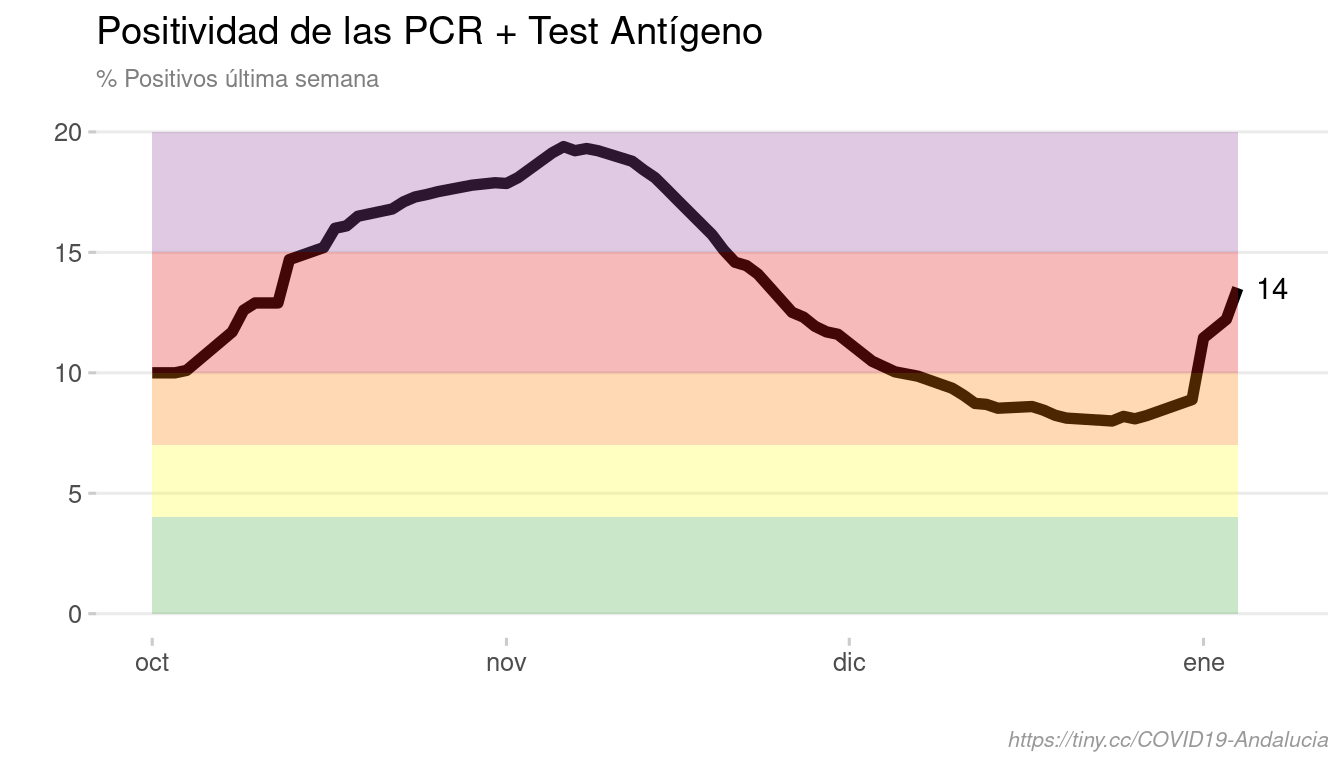 Positividad de las PCR + Test Antígeno
% Positivos última semana
20
15
14
10
5
0
oct nov dic ene
https://tiny.cc/COVID19-Andalucia